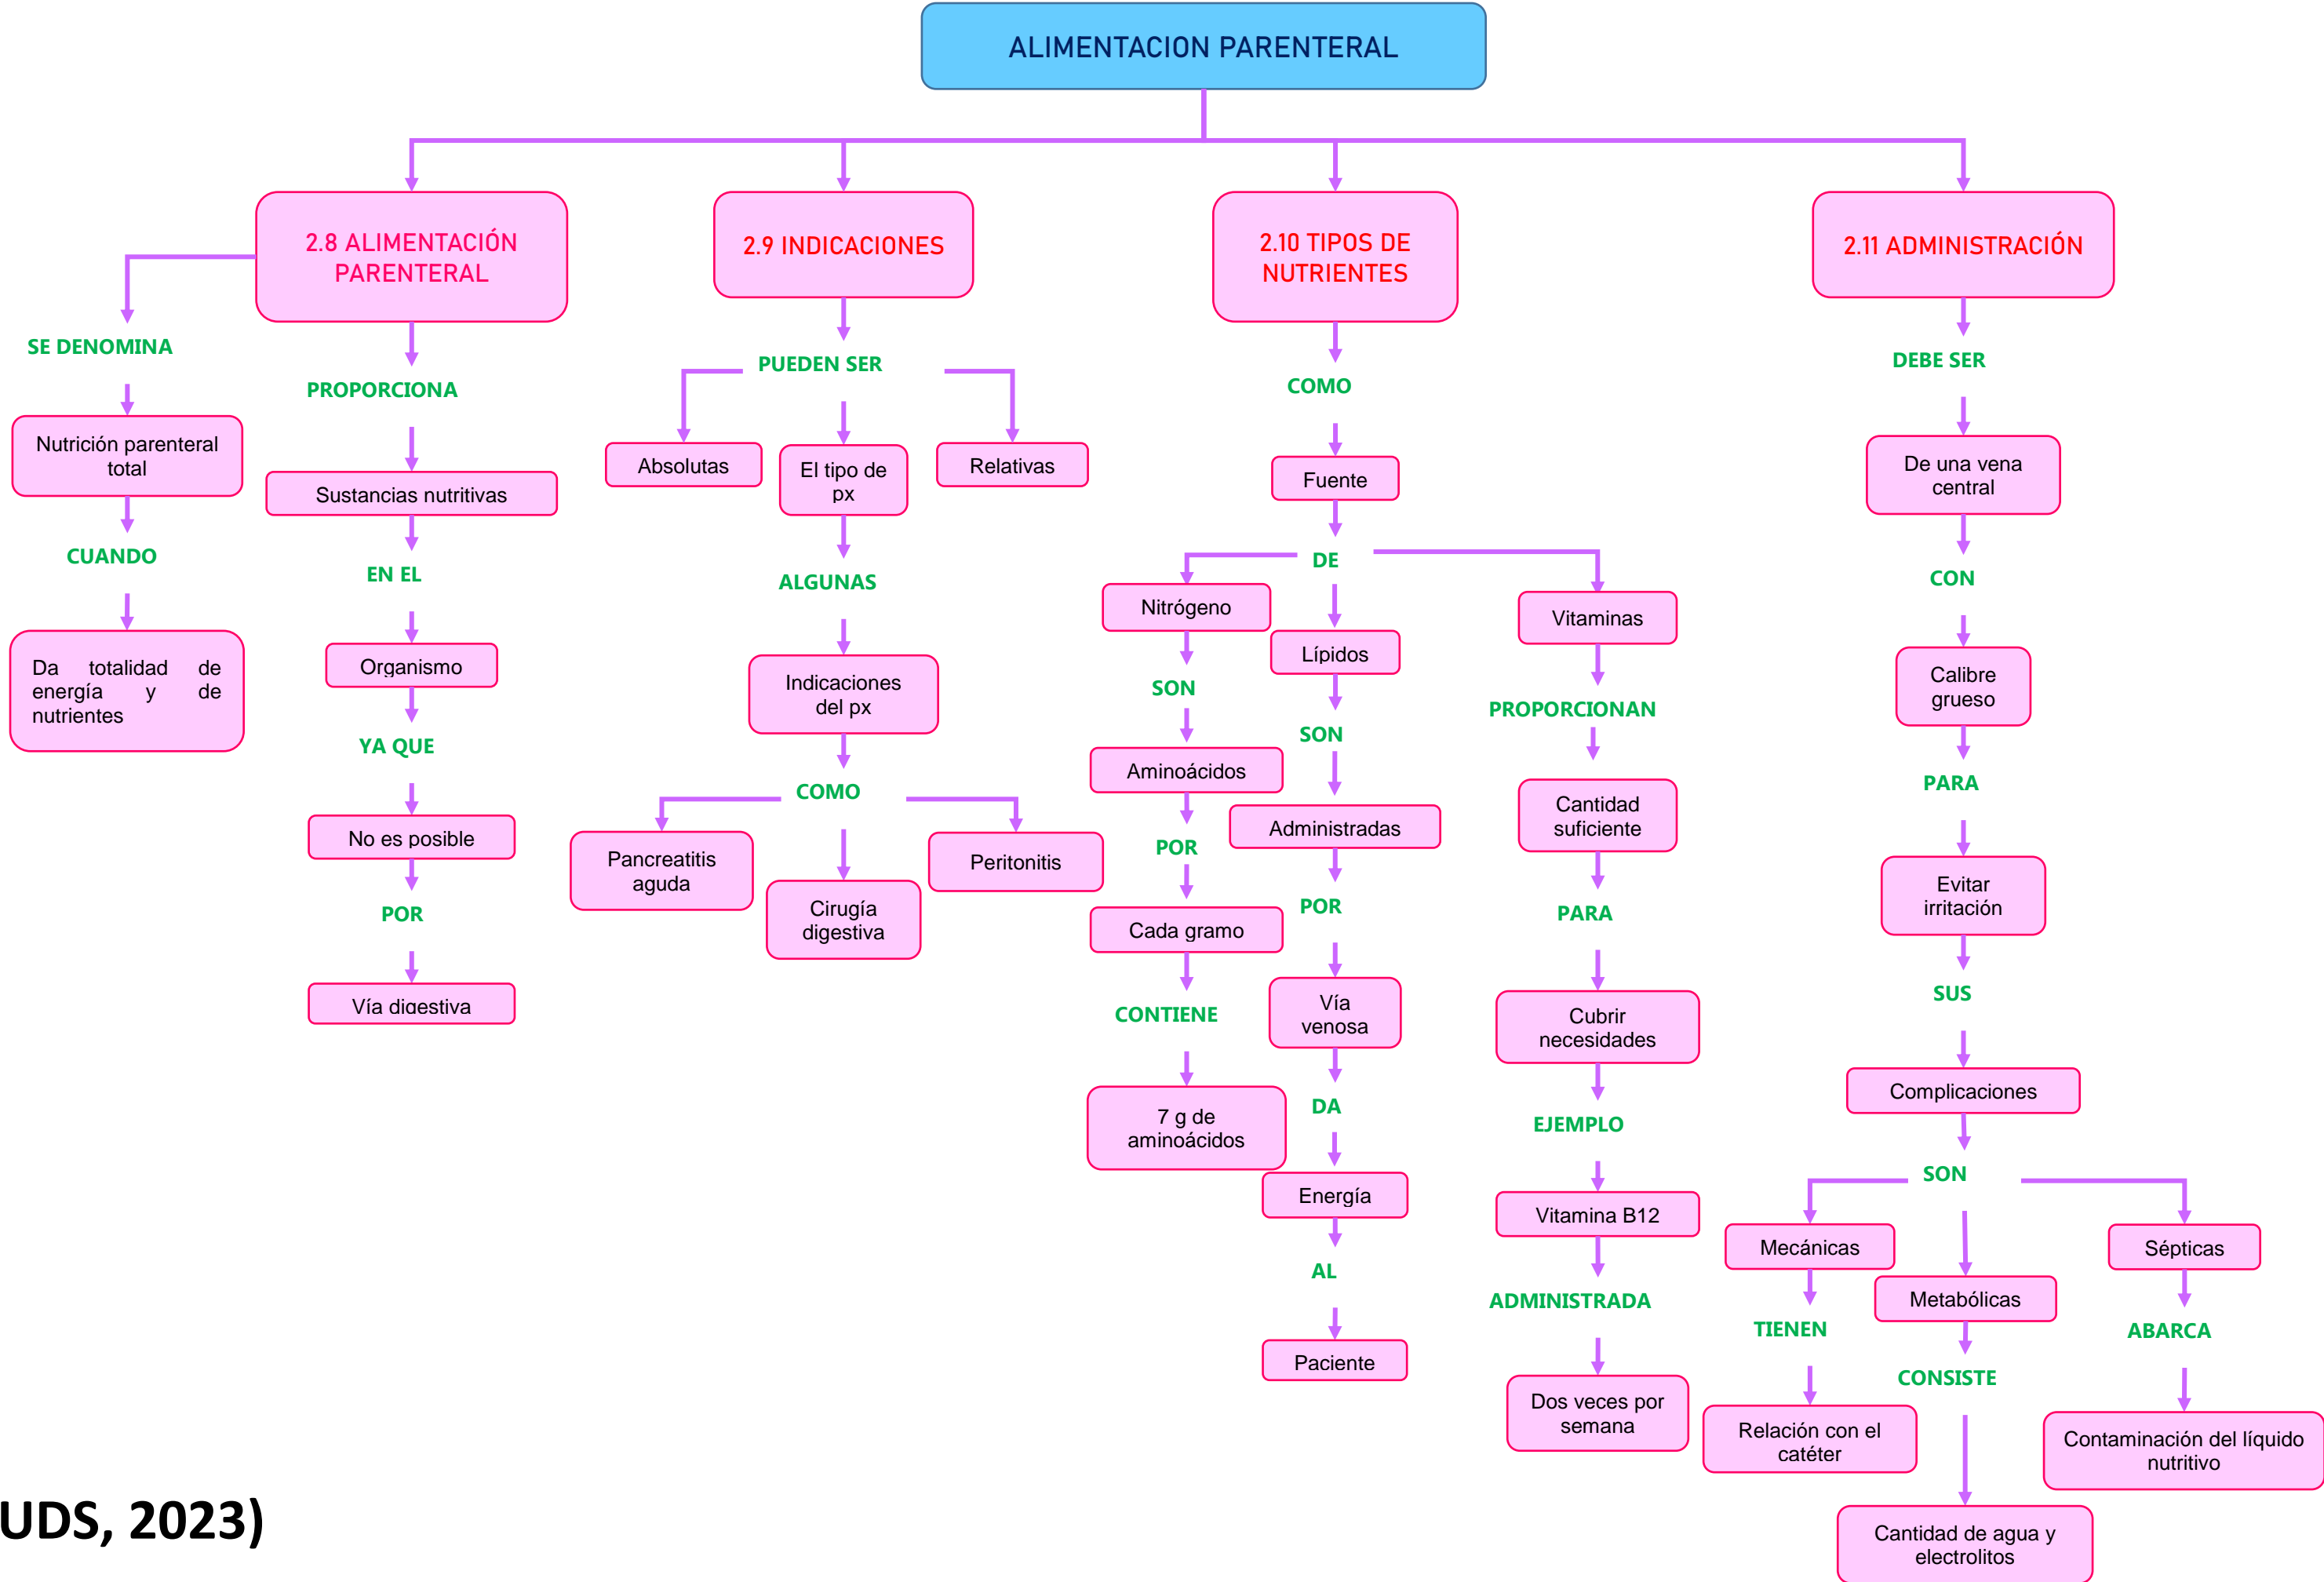 ALIMENTACION PARENTERAL
2.8 ALIMENTACIÓN
PARENTERAL
SE DENOMINA
Nutrición parenteral
total
CUANDO
Da totalidad de
energía y de
nutrientes
PROPORCIONA
Sustancias nutritivas
EN EL
Organismo
YA QUE
No es posible
POR
Vía digestiva
2.9 INDICACIONES
PUEDEN SER
Absolutas
El tipo de
px
Relativas
ALGUNAS
Indicaciones
del px
COMO
Pancreatitis
aguda
Cirugía
digestiva
Peritonitis
2.10 TIPOS DE
NUTRIENTES
COMO
Fuente
DE
Nitrógeno
SON
Aminoácidos
POR
Cada gramo
CONTIENE
7 g de
aminoácidos
Lípidos
SON
Administradas
POR
Vía
venosa
DA
Energía
AL
Paciente
Vitaminas
PROPORCIONAN
Cantidad
suficiente
PARA
Cubrir
necesidades
EJEMPLO
Vitamina B12
ADMINISTRADA
Dos veces por
semana
2.11 ADMINISTRACIÓN
DEBE SER
De una vena
central
CON
Calibre
grueso
PARA
Evitar
irritación
SUS
Complicaciones
SON
Mecánicas
TIENEN
Relación con el
catéter
Metabólicas
CONSISTE
Cantidad de agua y
electrolitos
Sépticas
ABARCA
Contaminación del líquido
nutritivo
UDS, 2023)